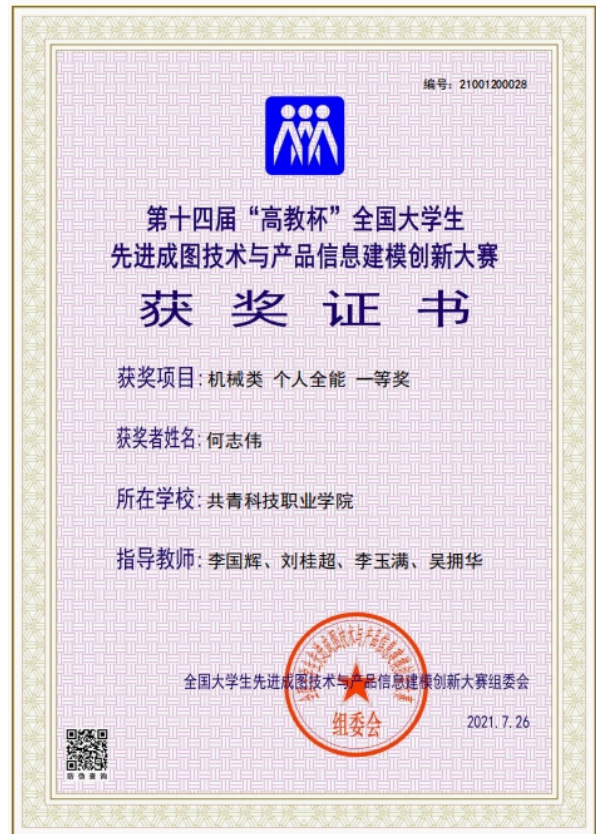 编号：21001200028
第十四届“高教杯”全国大学生
先进成图技术与产品信息建模创新大赛
获奖证书
获奖项目：机械类 个人全能 一等奖
获奖者姓名：何志伟
所在学校：共青科技职业学院
指导教师：李国辉、刘桂超、李玉满、吴拥华
全国大学生先进成图技术与产品信息建模创新大赛组委会
组委会
2021.7.26
防伪查询